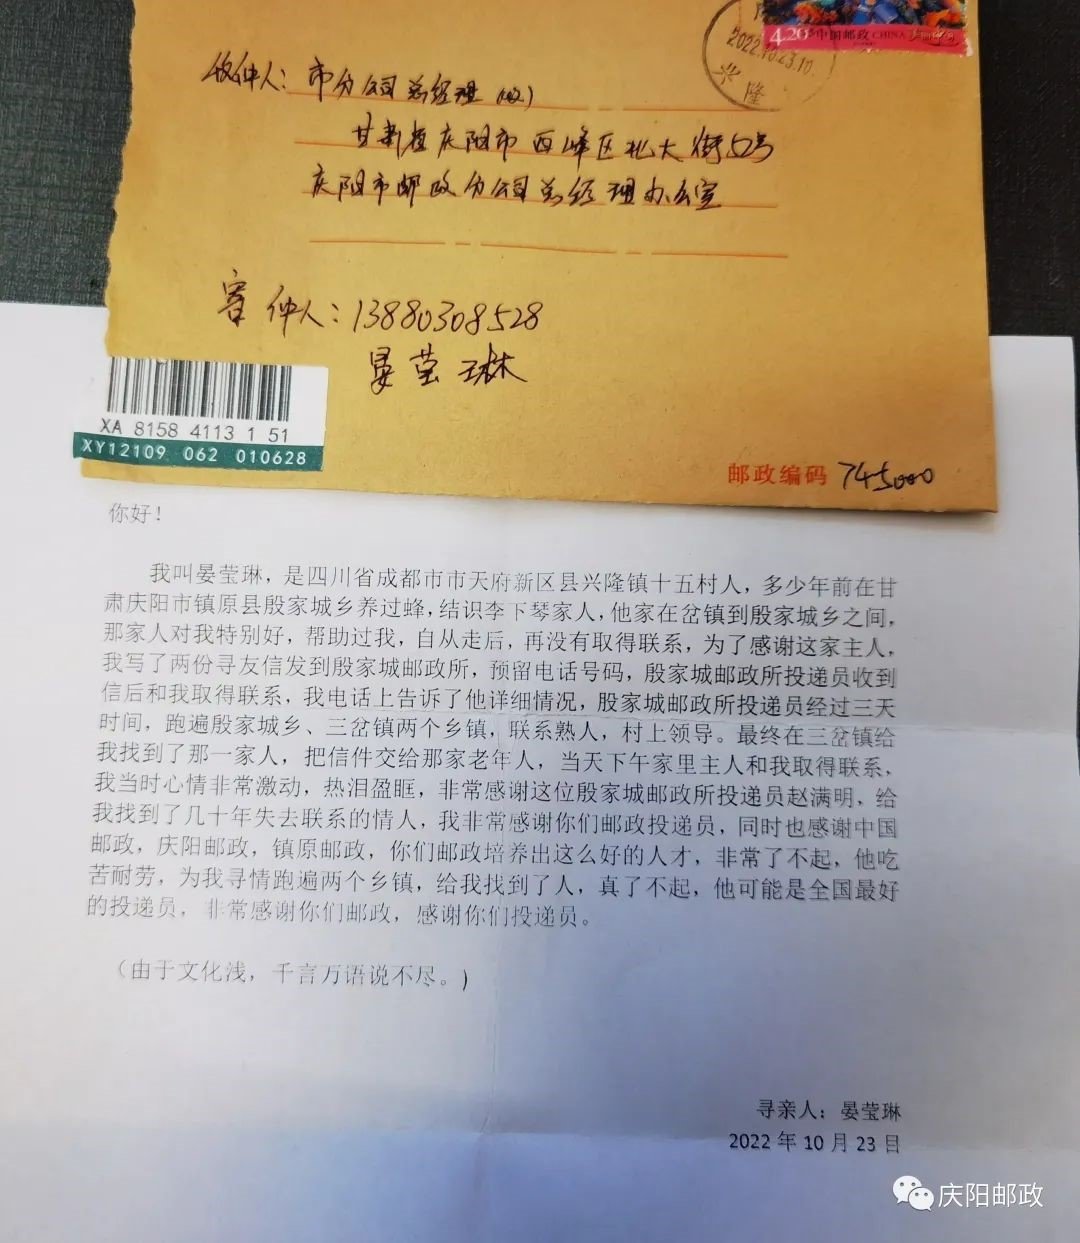 4.20元 中国邮政 CHINA
2022.10.23.10
兴隆
收件人：市分公司总经理（收）
甘肃省庆阳市西峰区北大街50号
庆阳市邮政分公司总经理办公室
寄件人：13880308528
晏莹琳
XA 8158 4113 1 51
XY12109 062 010628
邮政编码 745000
你好！
我叫晏莹琳，是四川省成都市市天府新区县兴隆镇十五村人，多少年前在甘
肃庆阳市镇原县殷家城乡养过蜂，结识李下琴家人，他家在岔镇到殷家城乡之间，
那家人对我特别好，帮助过我，自从走后，再没有取得联系，为了感谢这家主人，
我写了两份寻友信发到殷家城邮政所，预留电话号码，殷家城邮政所投递员收到
信后和我取得联系，我电话上告诉了他详细情况，股家城邮政所投递员经过三天
时间，跑遍殷家城乡、三岔镇两个乡镇，联系熟人，村上领导。最终在三岔镇给
我找到了那一家人，把信件交给那家老年人，当天下午家里主人和我取得联系，
我当时心情非常激动，热泪盈眶，非常感谢这位殷家城邮政所投递员赵满明，给
我找到了几十年失去联系的情人，我非常感谢你们邮政投递员，同时也感谢中国
邮政，庆阳邮政，镇原邮政，你们邮政培养出这么好的人才，非常了不起，他吃
苦耐劳，为我寻情跑遍两个乡镇，给我找到了人，真了不起，他可能是全国最好
的投递员，非常感谢你们邮政，感谢你们投递员。
（由于文化浅，千言万语说不尽。)
寻亲人：晏莹琳
2022 年 10 月 23 日
庆阳邮政